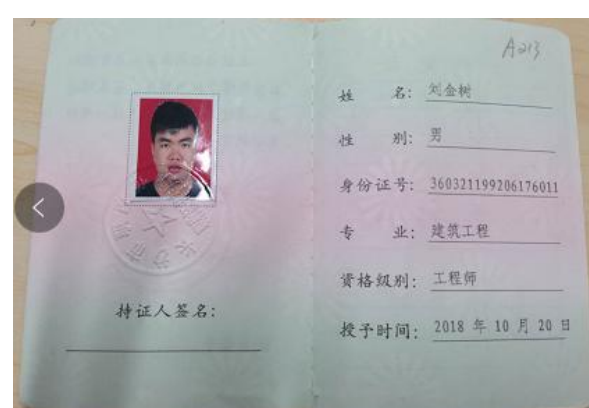 A213
姓 名: 刘金树
性 别: 男
身份证号: 360321199206176011
专 业: 建筑工程
资格级别: 工程师
持证人签名:
授予时间: 2018 年 10 月 20 日